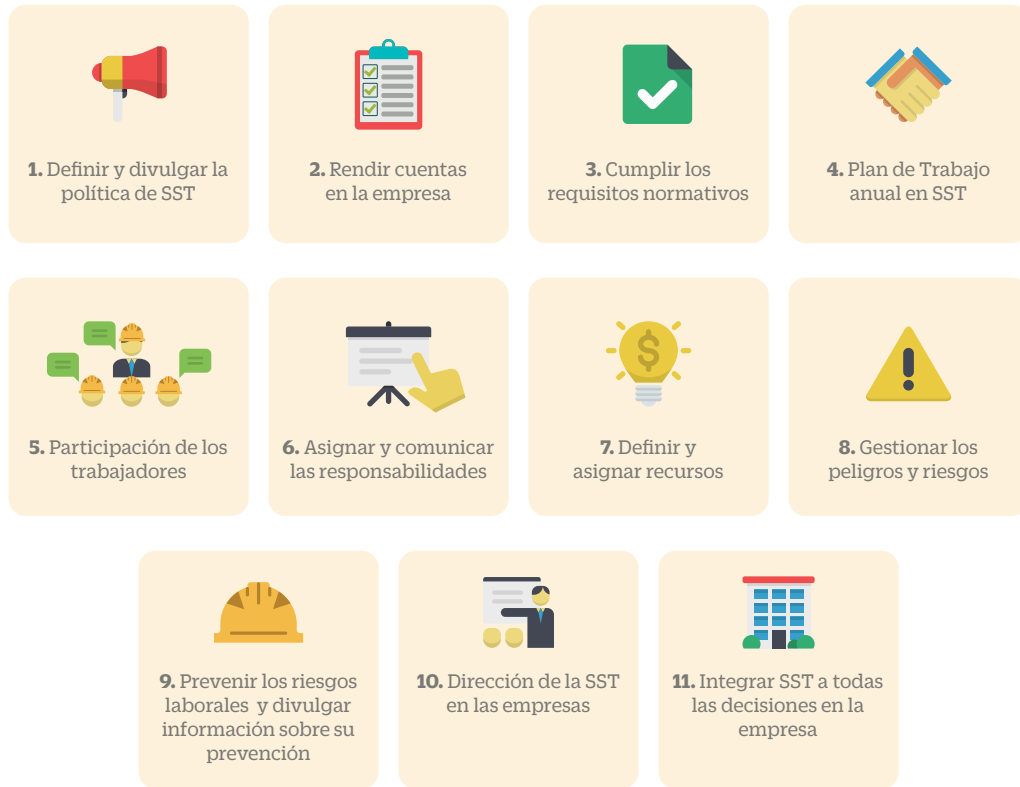 1. Definir y divulgar la
política de SST
2. Rendir cuentas
en la empresa
3. Cumplir los
requisitos normativos
4. Plan de Trabajo
anual en SST
5. Participación de los
trabajadores
6. Asignar y comunicar
las responsabilidades
7. Definir y
asignar recursos
8. Gestionar los
peligros y riesgos
9. Prevenir los riesgos
laborales y divulgar
información sobre su
prevención
10. Dirección de la SST
en las empresas
11. Integrar SST a todas
las decisiones en la
empresa